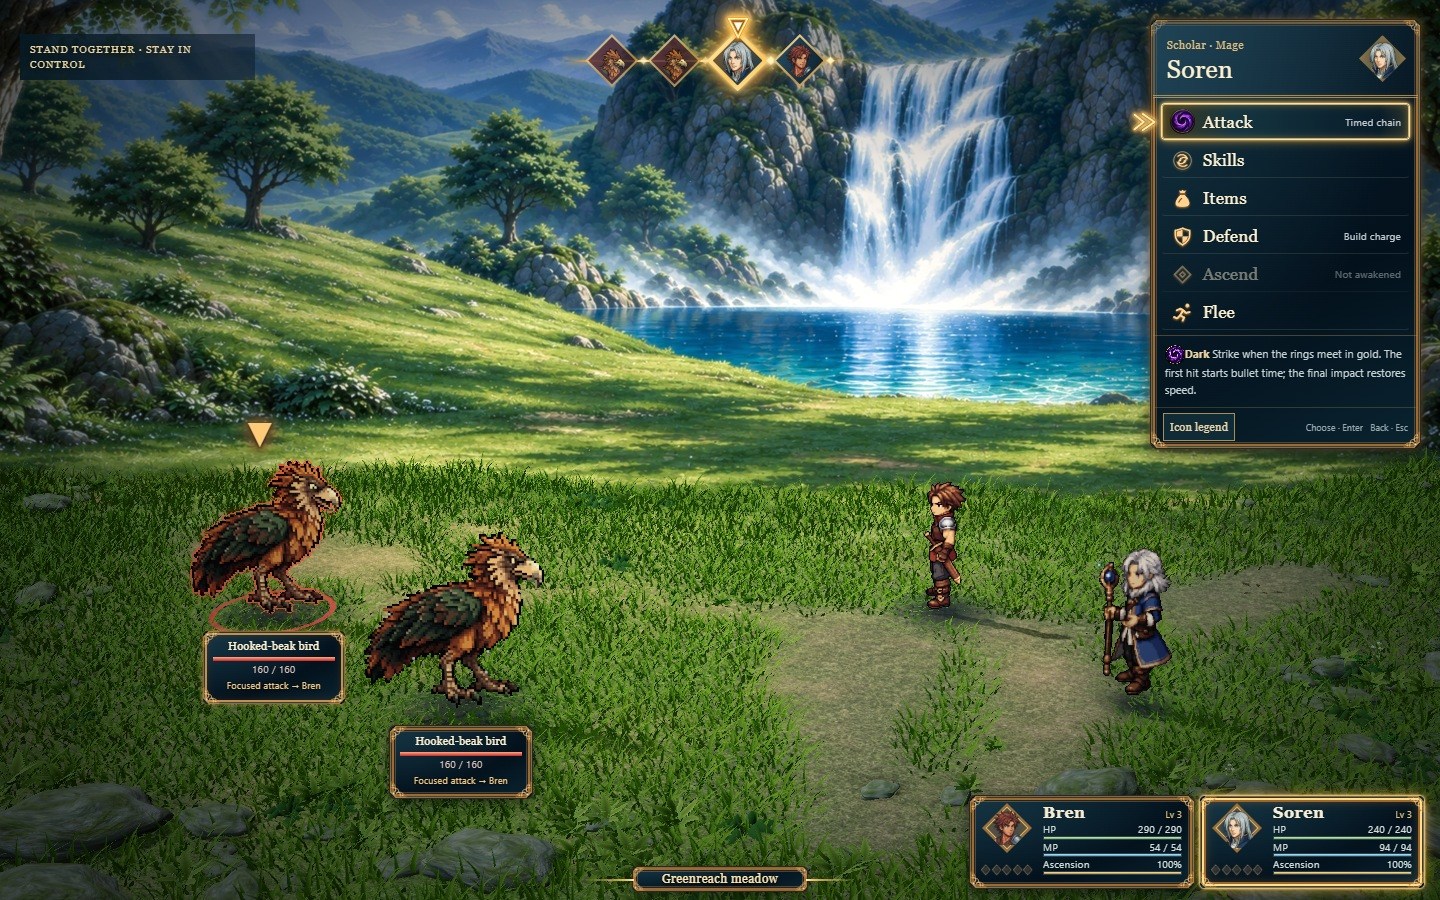 STAND TOGETHER · STAY IN
CONTROL
Scholar · Mage
Soren
Attack Timed chain
Skills
Items
Defend Build charge
Ascend Not awakened
Flee
Dark Strike when the rings meet in gold. The
first hit starts bullet time; the final impact restores
speed.
Icon legend Choose · Enter Back · Esc
Hooked-beak bird
160 / 160
Focused attack → Bren
Hooked-beak bird
160 / 160
Focused attack → Bren
Bren Lv 3
HP 290 / 290
MP 54 / 54
Ascension 100%
Soren Lv 3
HP 240 / 240
MP 94 / 94
Ascension 100%
Greenreach meadow